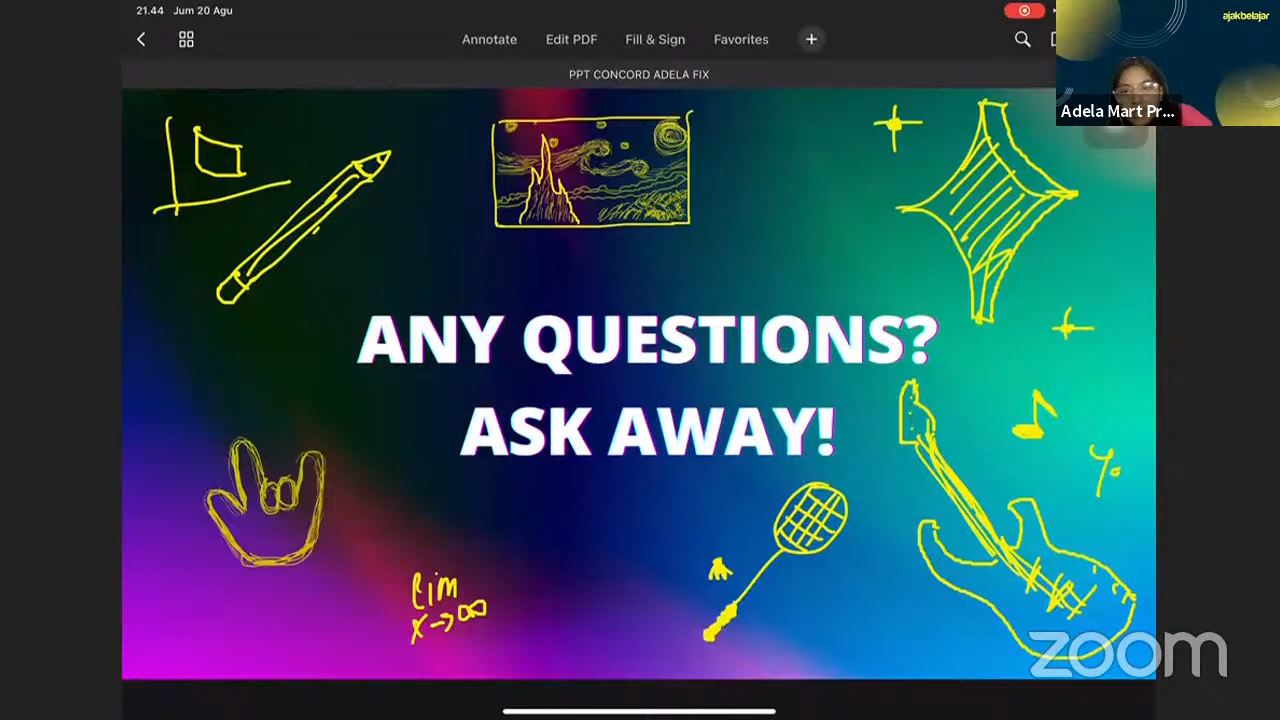 21.44 Jum 20 Agu
ajakbelajar
Annotate Edit PDF Fill & Sign Favorites +
Adela Mart Pr...
PPT CONCORD ADELA FIX
ANY QUESTIONS?
ASK AWAY!
lim
x→∞
zoom